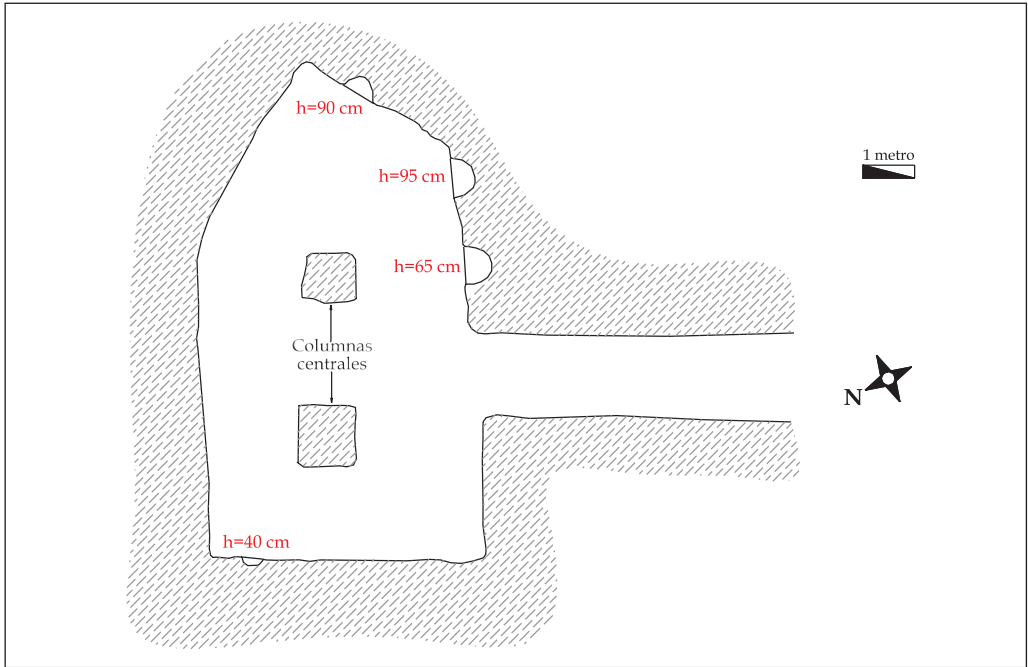 h=90 cm
1 metro
h=95 cm
h=65 cm
Columnas
centrales
N
h=40 cm